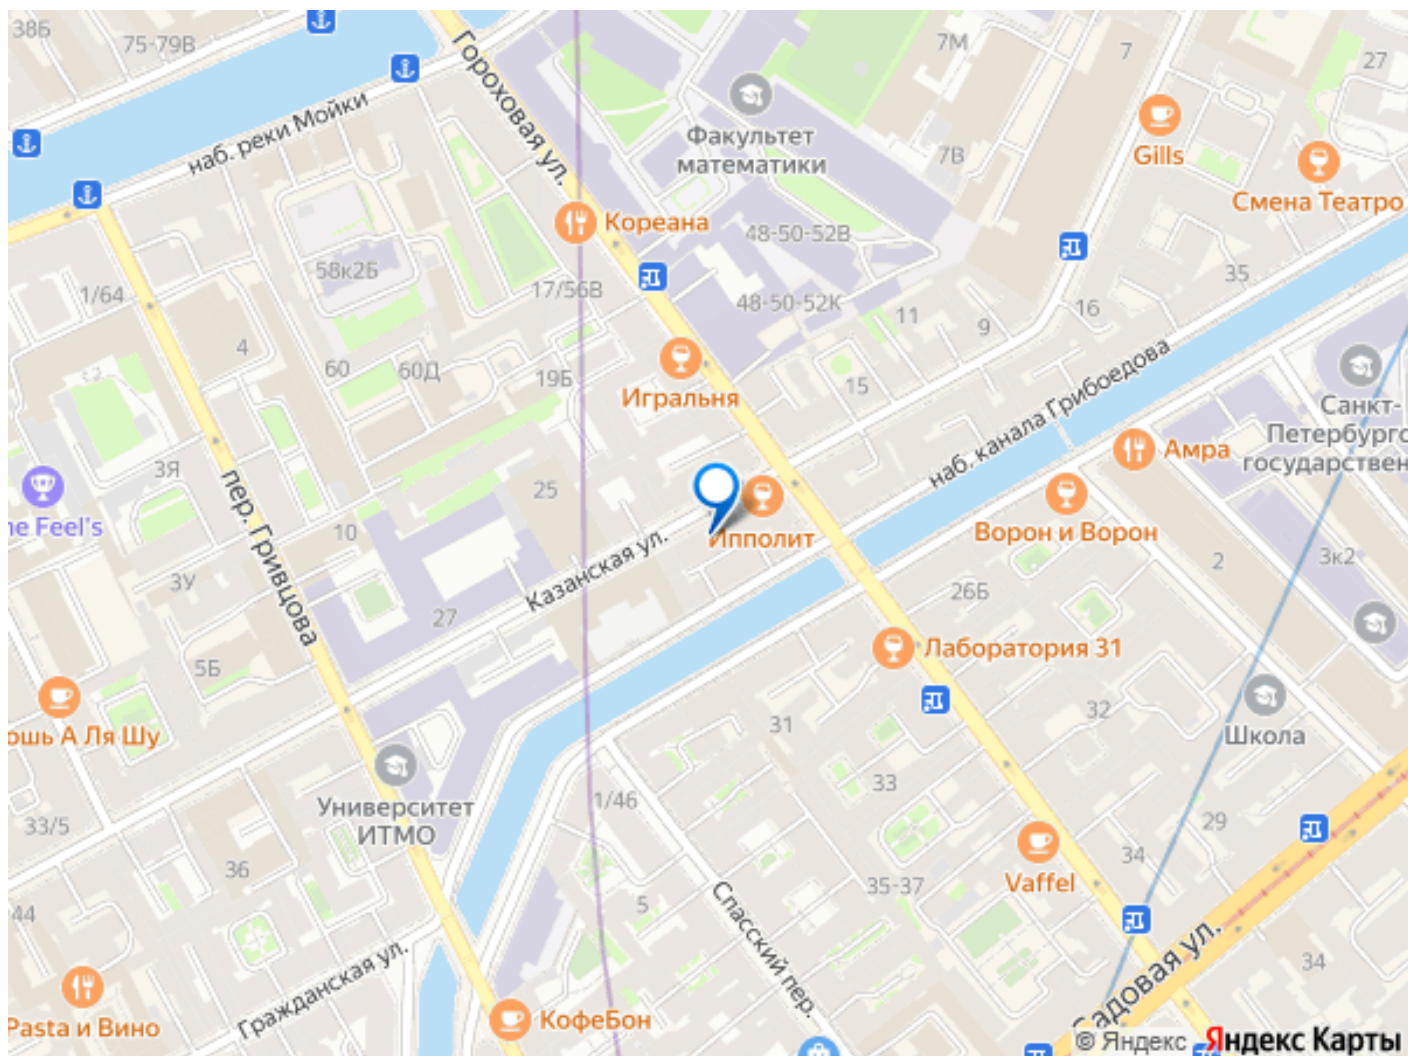 38Б
75-79В
Гороховая ул.
7М
7
27
наб. реки Мойки
Факультет
математики
7В
Gills
Смена Театро
Кореана
48-50-52В
58к2Б
17/56В
48-50-52К
35
1/64
11
9
16
4
60
60Д
19Б
Игральня
15
наб. канала Грибоедова
Санкт-
Петербургс
государствен
Амра
3Я
пер. Гривцова
25
he Feel's
10
Казанская ул.
Ипполит
Ворон и Ворон
2
3к2
3У
27
26Б
5Б
Лаборатория 31
ошь А Ля Шу
31
32
Школа
Университет
ИТМО
33
1/46
33/5
29
36
34
Vaffel
35-37
44
5
Спасский пер.
Гражданская ул.
Садовая ул.
34
Pasta и Вино
КофеБон
© Яндекс Яндекс Карты